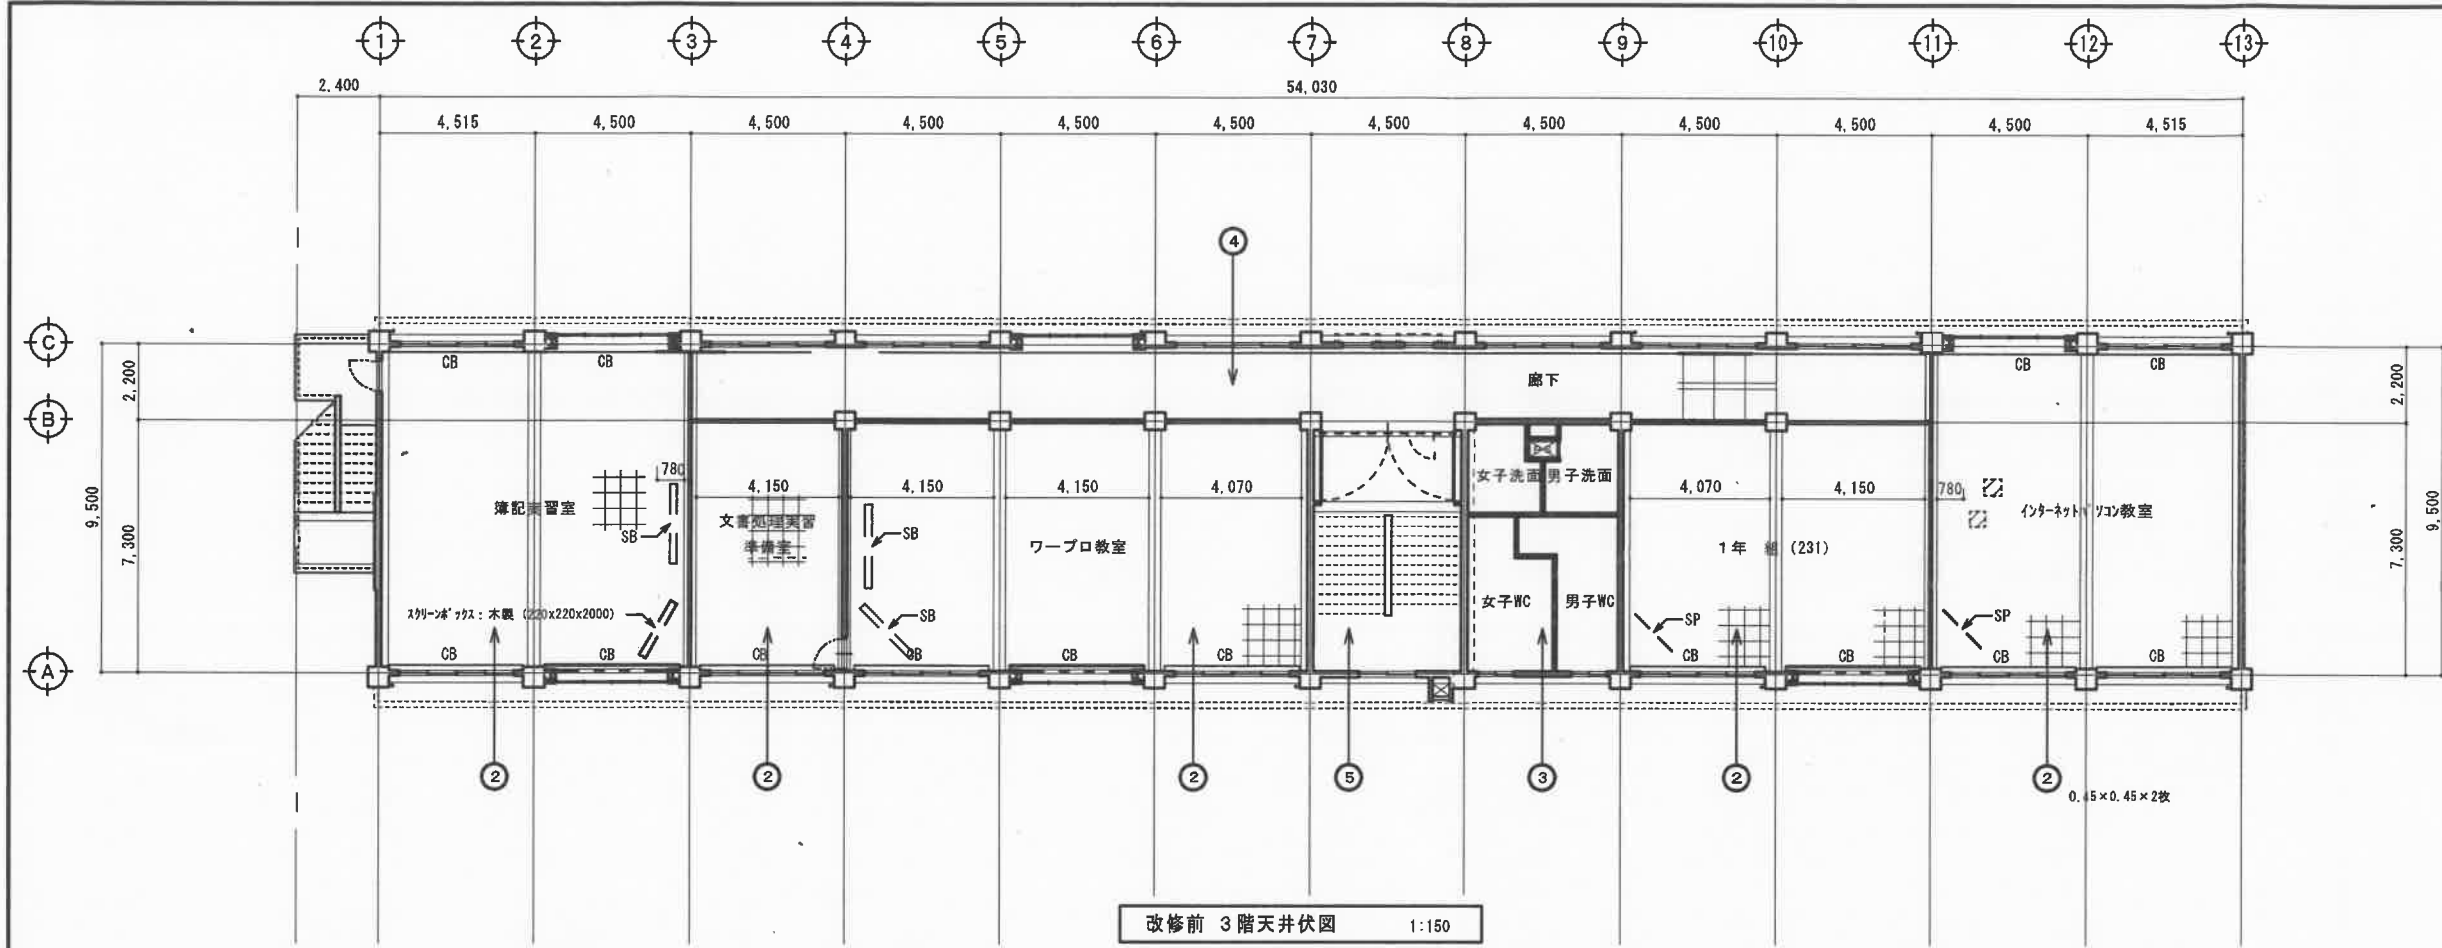 1 2 3 4 5 6 7 8 9 10 11 12 13
2,400 54,030
4,515 4,500 4,500 4,500 4,500 4,500 4,500 4,500 4,500 4,500 4,500 4,515
4
C
CB CB CB CB
2,200 廊下 2,200
B
780
女子洗面 男子洗面
4,150 4,150 4,150 4,070 4,070 4,150 780
簿記実習室 文書処理実習 インターネットパソコン教室
9,500 9,500
SB SB
準備室 ワープロ教室 1年 組 (231)
7,300 7,300
女子WC 男子WC
スクリーンボックス：木製 (220x220x2000) SB SP SP
CB CB CB CB CB CB CB CB CB CB
A
2 2 2 5 3 2 2
0.45×0.45×2枚
改修前 3階天井伏図 1:150